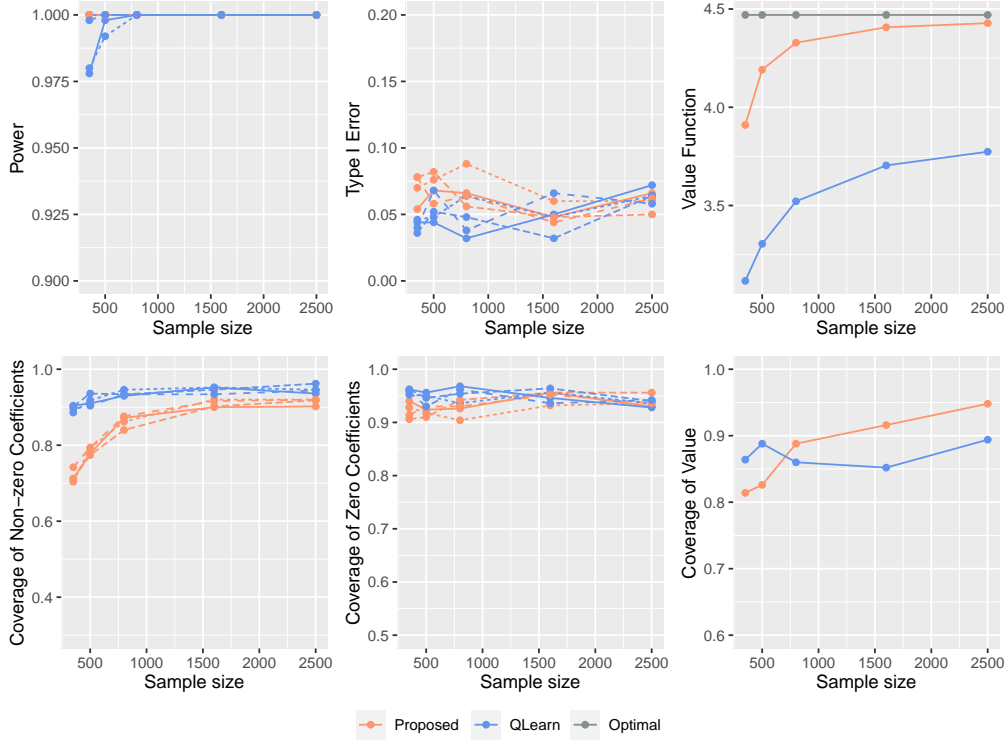 Power
1.000
0.975
0.950
0.925
0.900
500 1000 1500 2000 2500
Sample size
Type I Error
0.20
0.15
0.10
0.05
0.00
500 1000 1500 2000 2500
Sample size
Value Function
4.5
4.0
3.5
500 1000 1500 2000 2500
Sample size
Coverage of Non−zero Coefficients
1.0
0.8
0.6
0.4
500 1000 1500 2000 2500
Sample size
Coverage of Zero Coefficients
1.0
0.9
0.8
0.7
0.6
0.5
500 1000 1500 2000 2500
Sample size
Coverage of Value
1.0
0.9
0.8
0.7
0.6
500 1000 1500 2000 2500
Sample size
Proposed QLearn Optimal